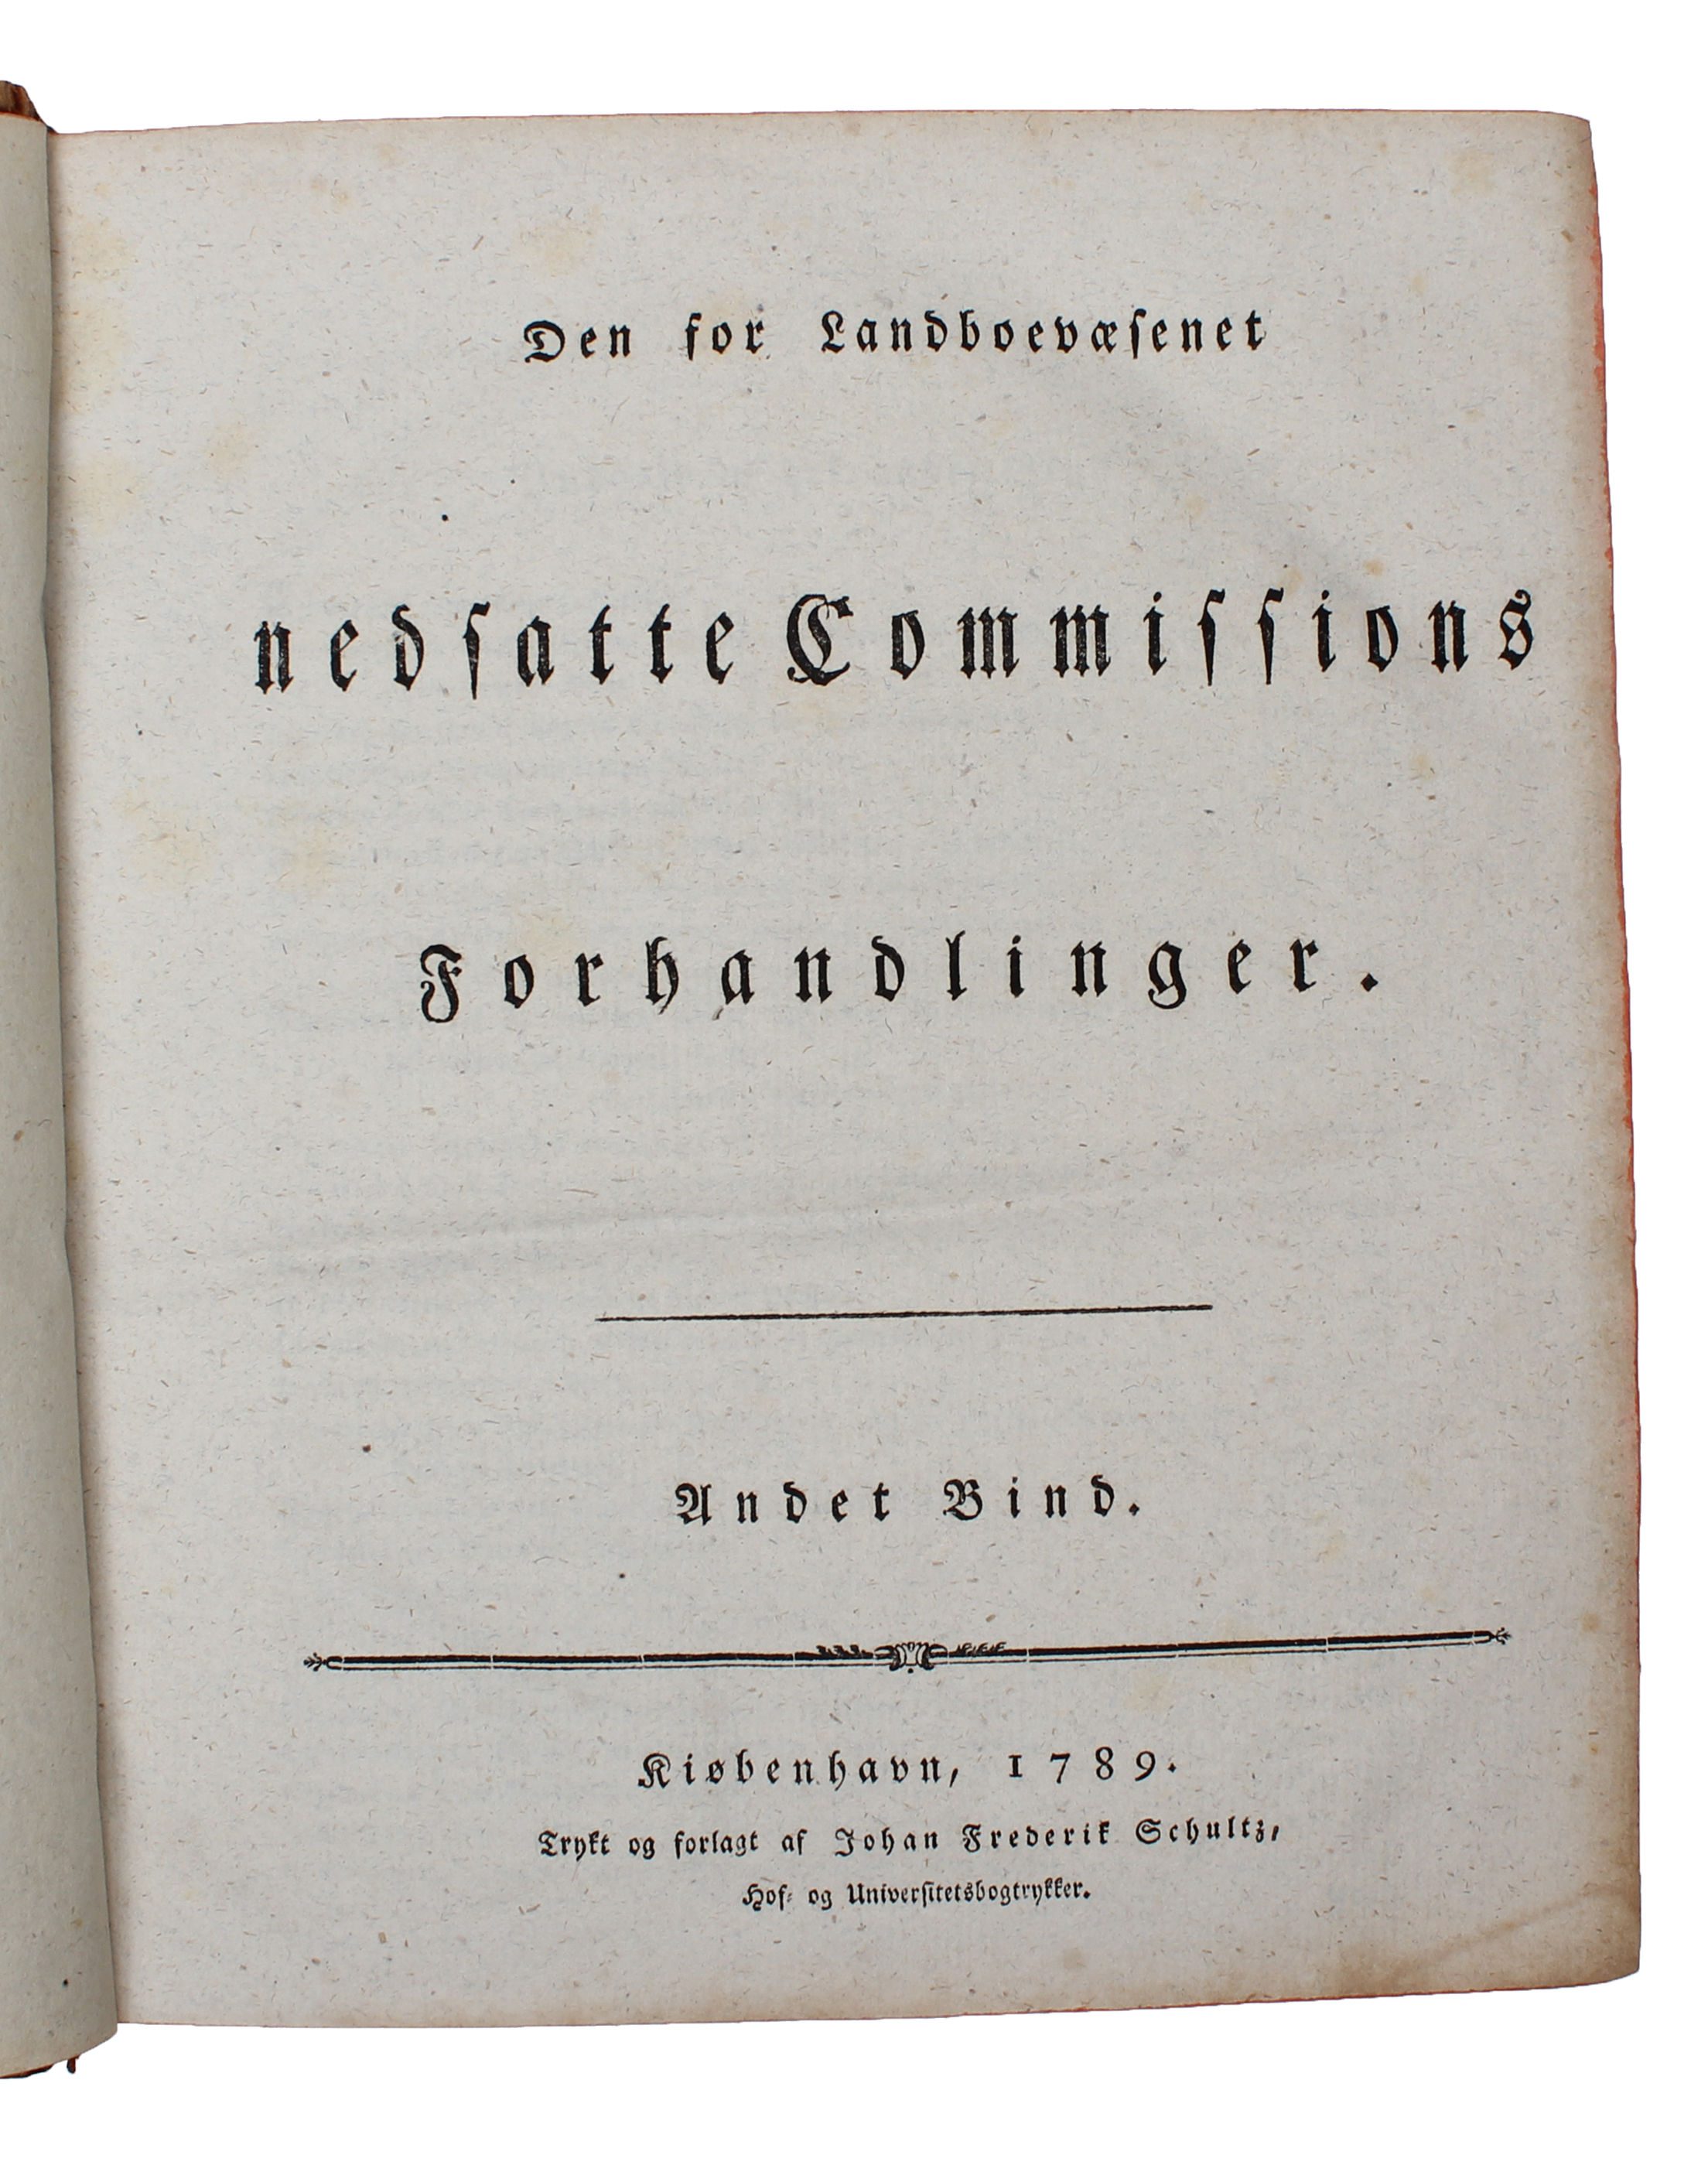 Den for Landboevæſenet
nedſatte Commiſſions
Forhandlinger.
Andet Bind.
Kiøbenhavn, 1789.
Trykt og forlagt af Johan Frederik Schultz,
Hof- og Univerſitetsbogtrykker.